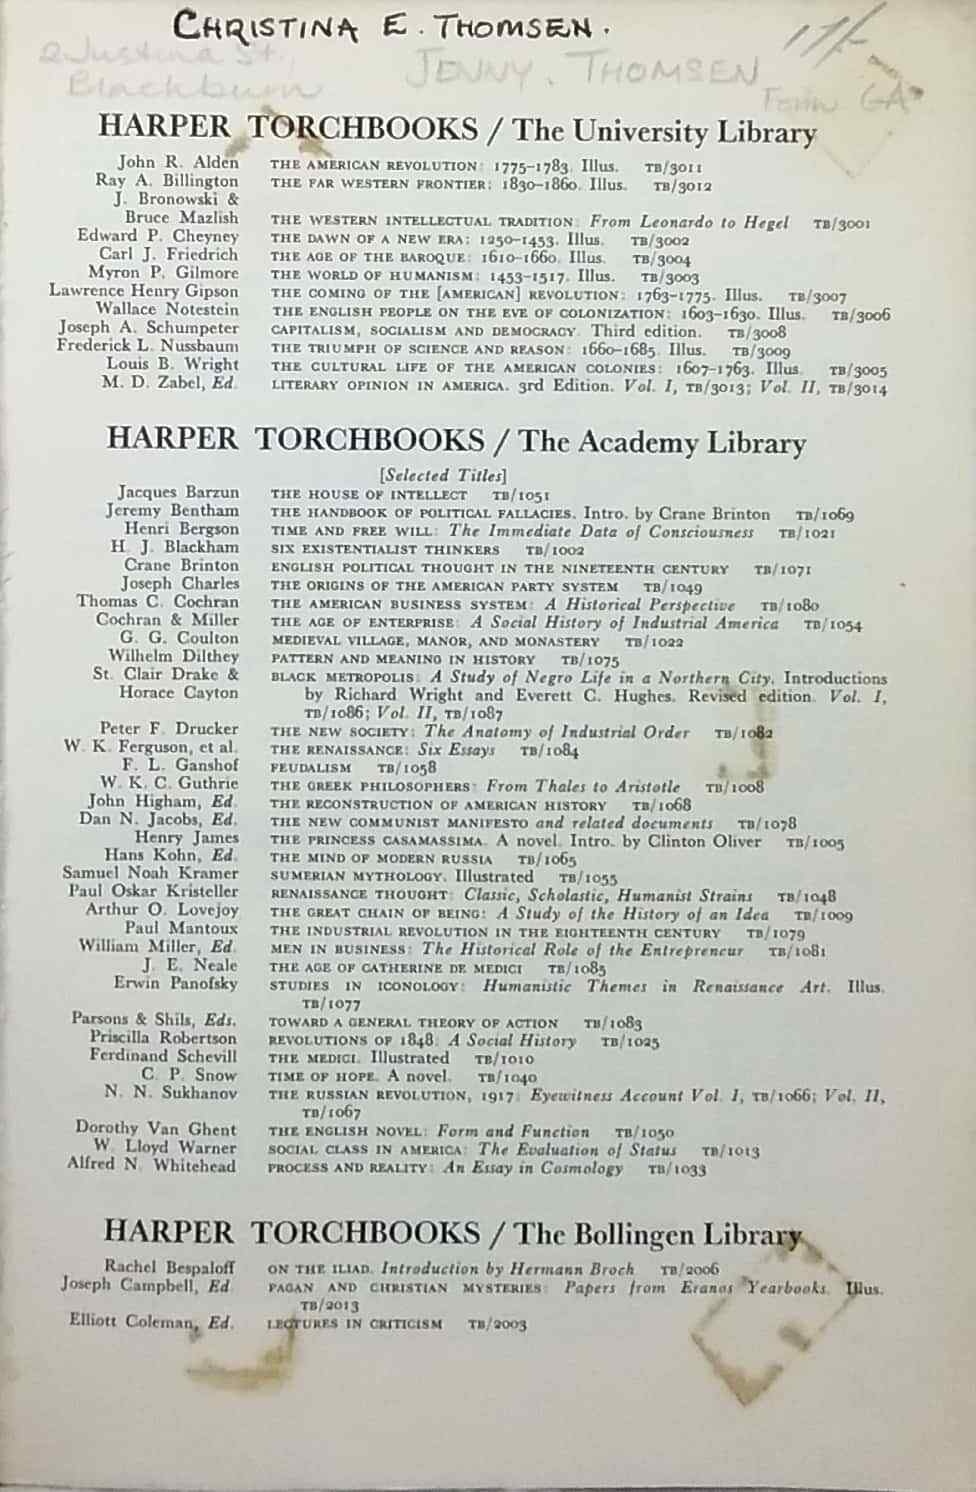 CHRISTINA E. THOMSEN.
17/-
2 Justina St.,
JENNY. THOMSEN
Blackburn
Form 6A
HARPER TORCHBOOKS / The University Library
John R. Alden THE AMERICAN REVOLUTION: 1775–1783. Illus. TB/3011
Ray A. Billington THE FAR WESTERN FRONTIER: 1830–1860. Illus. TB/3012
J. Bronowski &
Bruce Mazlish THE WESTERN INTELLECTUAL TRADITION: From Leonardo to Hegel TB/3001
Edward P. Cheyney THE DAWN OF A NEW ERA: 1250–1453. Illus. TB/3002
Carl J. Friedrich THE AGE OF THE BAROQUE: 1610–1660. Illus. TB/3004
Myron P. Gilmore THE WORLD OF HUMANISM: 1453–1517. Illus. TB/3003
Lawrence Henry Gipson THE COMING OF THE [AMERICAN] REVOLUTION: 1763–1775. Illus. TB/3007
Wallace Notestein THE ENGLISH PEOPLE ON THE EVE OF COLONIZATION: 1603–1630. Illus. TB/3006
Joseph A. Schumpeter CAPITALISM, SOCIALISM AND DEMOCRACY. Third edition. TB/3008
Frederick L. Nussbaum THE TRIUMPH OF SCIENCE AND REASON: 1660–1685. Illus. TB/3009
Louis B. Wright THE CULTURAL LIFE OF THE AMERICAN COLONIES: 1607–1763. Illus. TB/3005
M. D. Zabel, Ed. LITERARY OPINION IN AMERICA. 3rd Edition. Vol. I, TB/3013; Vol. II, TB/3014
HARPER TORCHBOOKS / The Academy Library
[Selected Titles]
Jacques Barzun THE HOUSE OF INTELLECT TB/1051
Jeremy Bentham THE HANDBOOK OF POLITICAL FALLACIES. Intro. by Crane Brinton TB/1069
Henri Bergson TIME AND FREE WILL: The Immediate Data of Consciousness TB/1021
H. J. Blackham SIX EXISTENTIALIST THINKERS TB/1002
Crane Brinton ENGLISH POLITICAL THOUGHT IN THE NINETEENTH CENTURY TB/1071
Joseph Charles THE ORIGINS OF THE AMERICAN PARTY SYSTEM TB/1049
Thomas C. Cochran THE AMERICAN BUSINESS SYSTEM: A Historical Perspective TB/1080
Cochran & Miller THE AGE OF ENTERPRISE: A Social History of Industrial America TB/1054
G. G. Coulton MEDIEVAL VILLAGE, MANOR, AND MONASTERY TB/1022
Wilhelm Dilthey PATTERN AND MEANING IN HISTORY TB/1075
St. Clair Drake & BLACK METROPOLIS: A Study of Negro Life in a Northern City. Introductions
Horace Cayton by Richard Wright and Everett C. Hughes. Revised edition. Vol. I,
TB/1086; Vol. II, TB/1087
Peter F. Drucker THE NEW SOCIETY: The Anatomy of Industrial Order TB/1082
W. K. Ferguson, et al. THE RENAISSANCE: Six Essays TB/1084
F. L. Ganshof FEUDALISM TB/1058
W. K. C. Guthrie THE GREEK PHILOSOPHERS: From Thales to Aristotle TB/1008
John Higham, Ed. THE RECONSTRUCTION OF AMERICAN HISTORY TB/1068
Dan N. Jacobs, Ed. THE NEW COMMUNIST MANIFESTO and related documents TB/1078
Henry James THE PRINCESS CASAMASSIMA. A novel. Intro. by Clinton Oliver TB/1005
Hans Kohn, Ed. THE MIND OF MODERN RUSSIA TB/1065
Samuel Noah Kramer SUMERIAN MYTHOLOGY. Illustrated TB/1055
Paul Oskar Kristeller RENAISSANCE THOUGHT: Classic, Scholastic, Humanist Strains TB/1048
Arthur O. Lovejoy THE GREAT CHAIN OF BEING: A Study of the History of an Idea TB/1009
Paul Mantoux THE INDUSTRIAL REVOLUTION IN THE EIGHTEENTH CENTURY TB/1079
William Miller, Ed. MEN IN BUSINESS: The Historical Role of the Entrepreneur TB/1081
J. E. Neale THE AGE OF CATHERINE DE MEDICI TB/1085
Erwin Panofsky STUDIES IN ICONOLOGY: Humanistic Themes in Renaissance Art. Illus.
TB/1077
Parsons & Shils, Eds. TOWARD A GENERAL THEORY OF ACTION TB/1083
Priscilla Robertson REVOLUTIONS OF 1848: A Social History TB/1025
Ferdinand Schevill THE MEDICI. Illustrated TB/1010
C. P. Snow TIME OF HOPE. A novel. TB/1040
N. N. Sukhanov THE RUSSIAN REVOLUTION, 1917: Eyewitness Account Vol. I, TB/1066; Vol. II,
TB/1067
Dorothy Van Ghent THE ENGLISH NOVEL: Form and Function TB/1050
W. Lloyd Warner SOCIAL CLASS IN AMERICA: The Evaluation of Status TB/1013
Alfred N. Whitehead PROCESS AND REALITY: An Essay in Cosmology TB/1033
HARPER TORCHBOOKS / The Bollingen Library
Rachel Bespaloff ON THE ILIAD. Introduction by Hermann Broch TB/2006
Joseph Campbell, Ed. PAGAN AND CHRISTIAN MYSTERIES: Papers from Eranos Yearbooks. Illus.
TB/2013
Elliott Coleman, Ed. LECTURES IN CRITICISM TB/2003